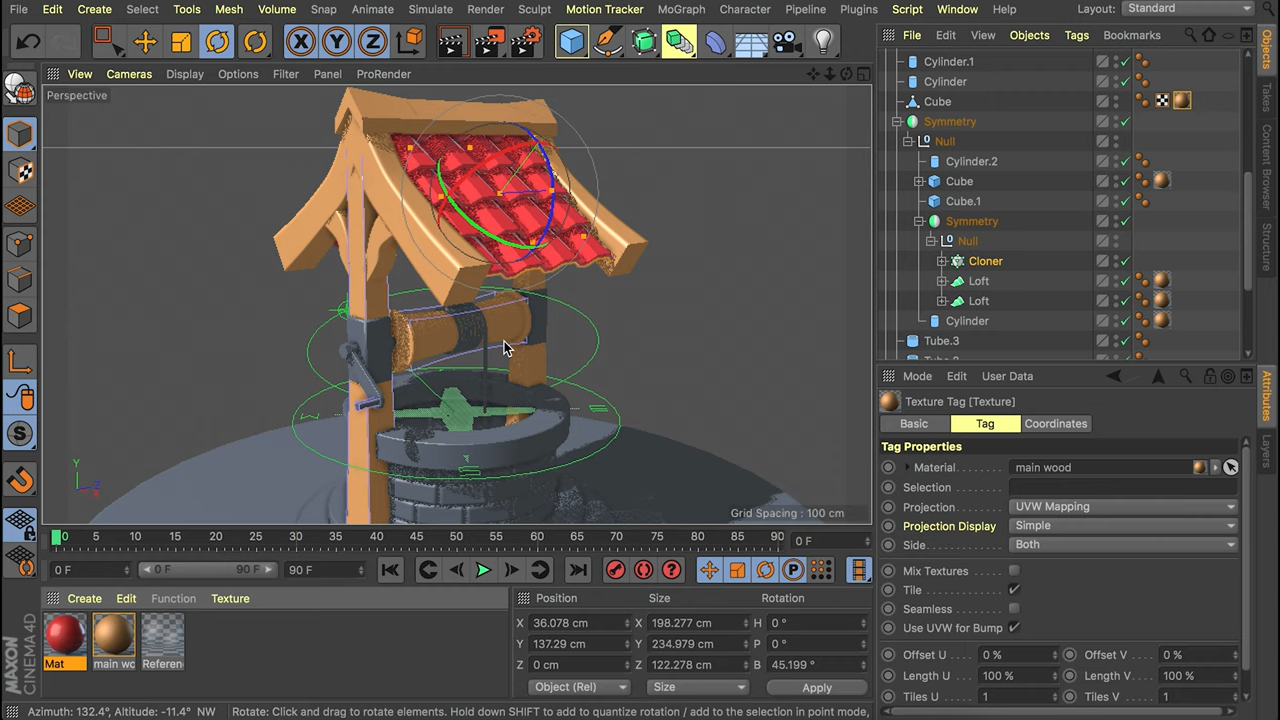 File Edit Create Select Tools Mesh Volume Snap Animate Simulate Render Sculpt Motion Tracker MoGraph Character Pipeline Plugins Script Window Help Layout: Standard
X Y Z
File Edit View Objects Tags Bookmarks
View Cameras Display Options Filter Panel ProRender
Perspective
Cylinder.1
Cylinder
Cube
Symmetry
Null
Cylinder.2
Cube
Cube.1
Symmetry
Null
Cloner
Loft
Loft
Cylinder
Tube.3
Objects
Takes
Content Browser
Structure
Y
X
Z
Grid Spacing : 100 cm
Mode Edit User Data
Texture Tag [Texture]
Basic Tag Coordinates
Tag Properties
Material main wood
Selection
Projection UVW Mapping
Projection Display Simple
Side Both
Mix Textures
Tile
Seamless
Use UVW for Bump
Offset U 0 % Offset V 0 %
Length U 100 % Length V 100 %
Tiles U 1 Tiles V 1
Attributes
Layers
0 5 10 15 20 25 30 35 40 45 50 55 60 65 70 75 80 85 90 0 F
0 F 0 F 90 F 90 F
Create Edit Function Texture
Mat main wo Referen
Position Size Rotation
X 36.078 cm X 198.277 cm H 0 °
Y 137.29 cm Y 234.979 cm P 0 °
Z 0 cm Z 122.278 cm B 45.199 °
Object (Rel) Size Apply
MAXON
CINEMA 4D
Azimuth: 132.4°, Altitude: -11.4° NW Rotate: Click and drag to rotate elements. Hold down SHIFT to add to quantize rotation / add to the selection in point mode,